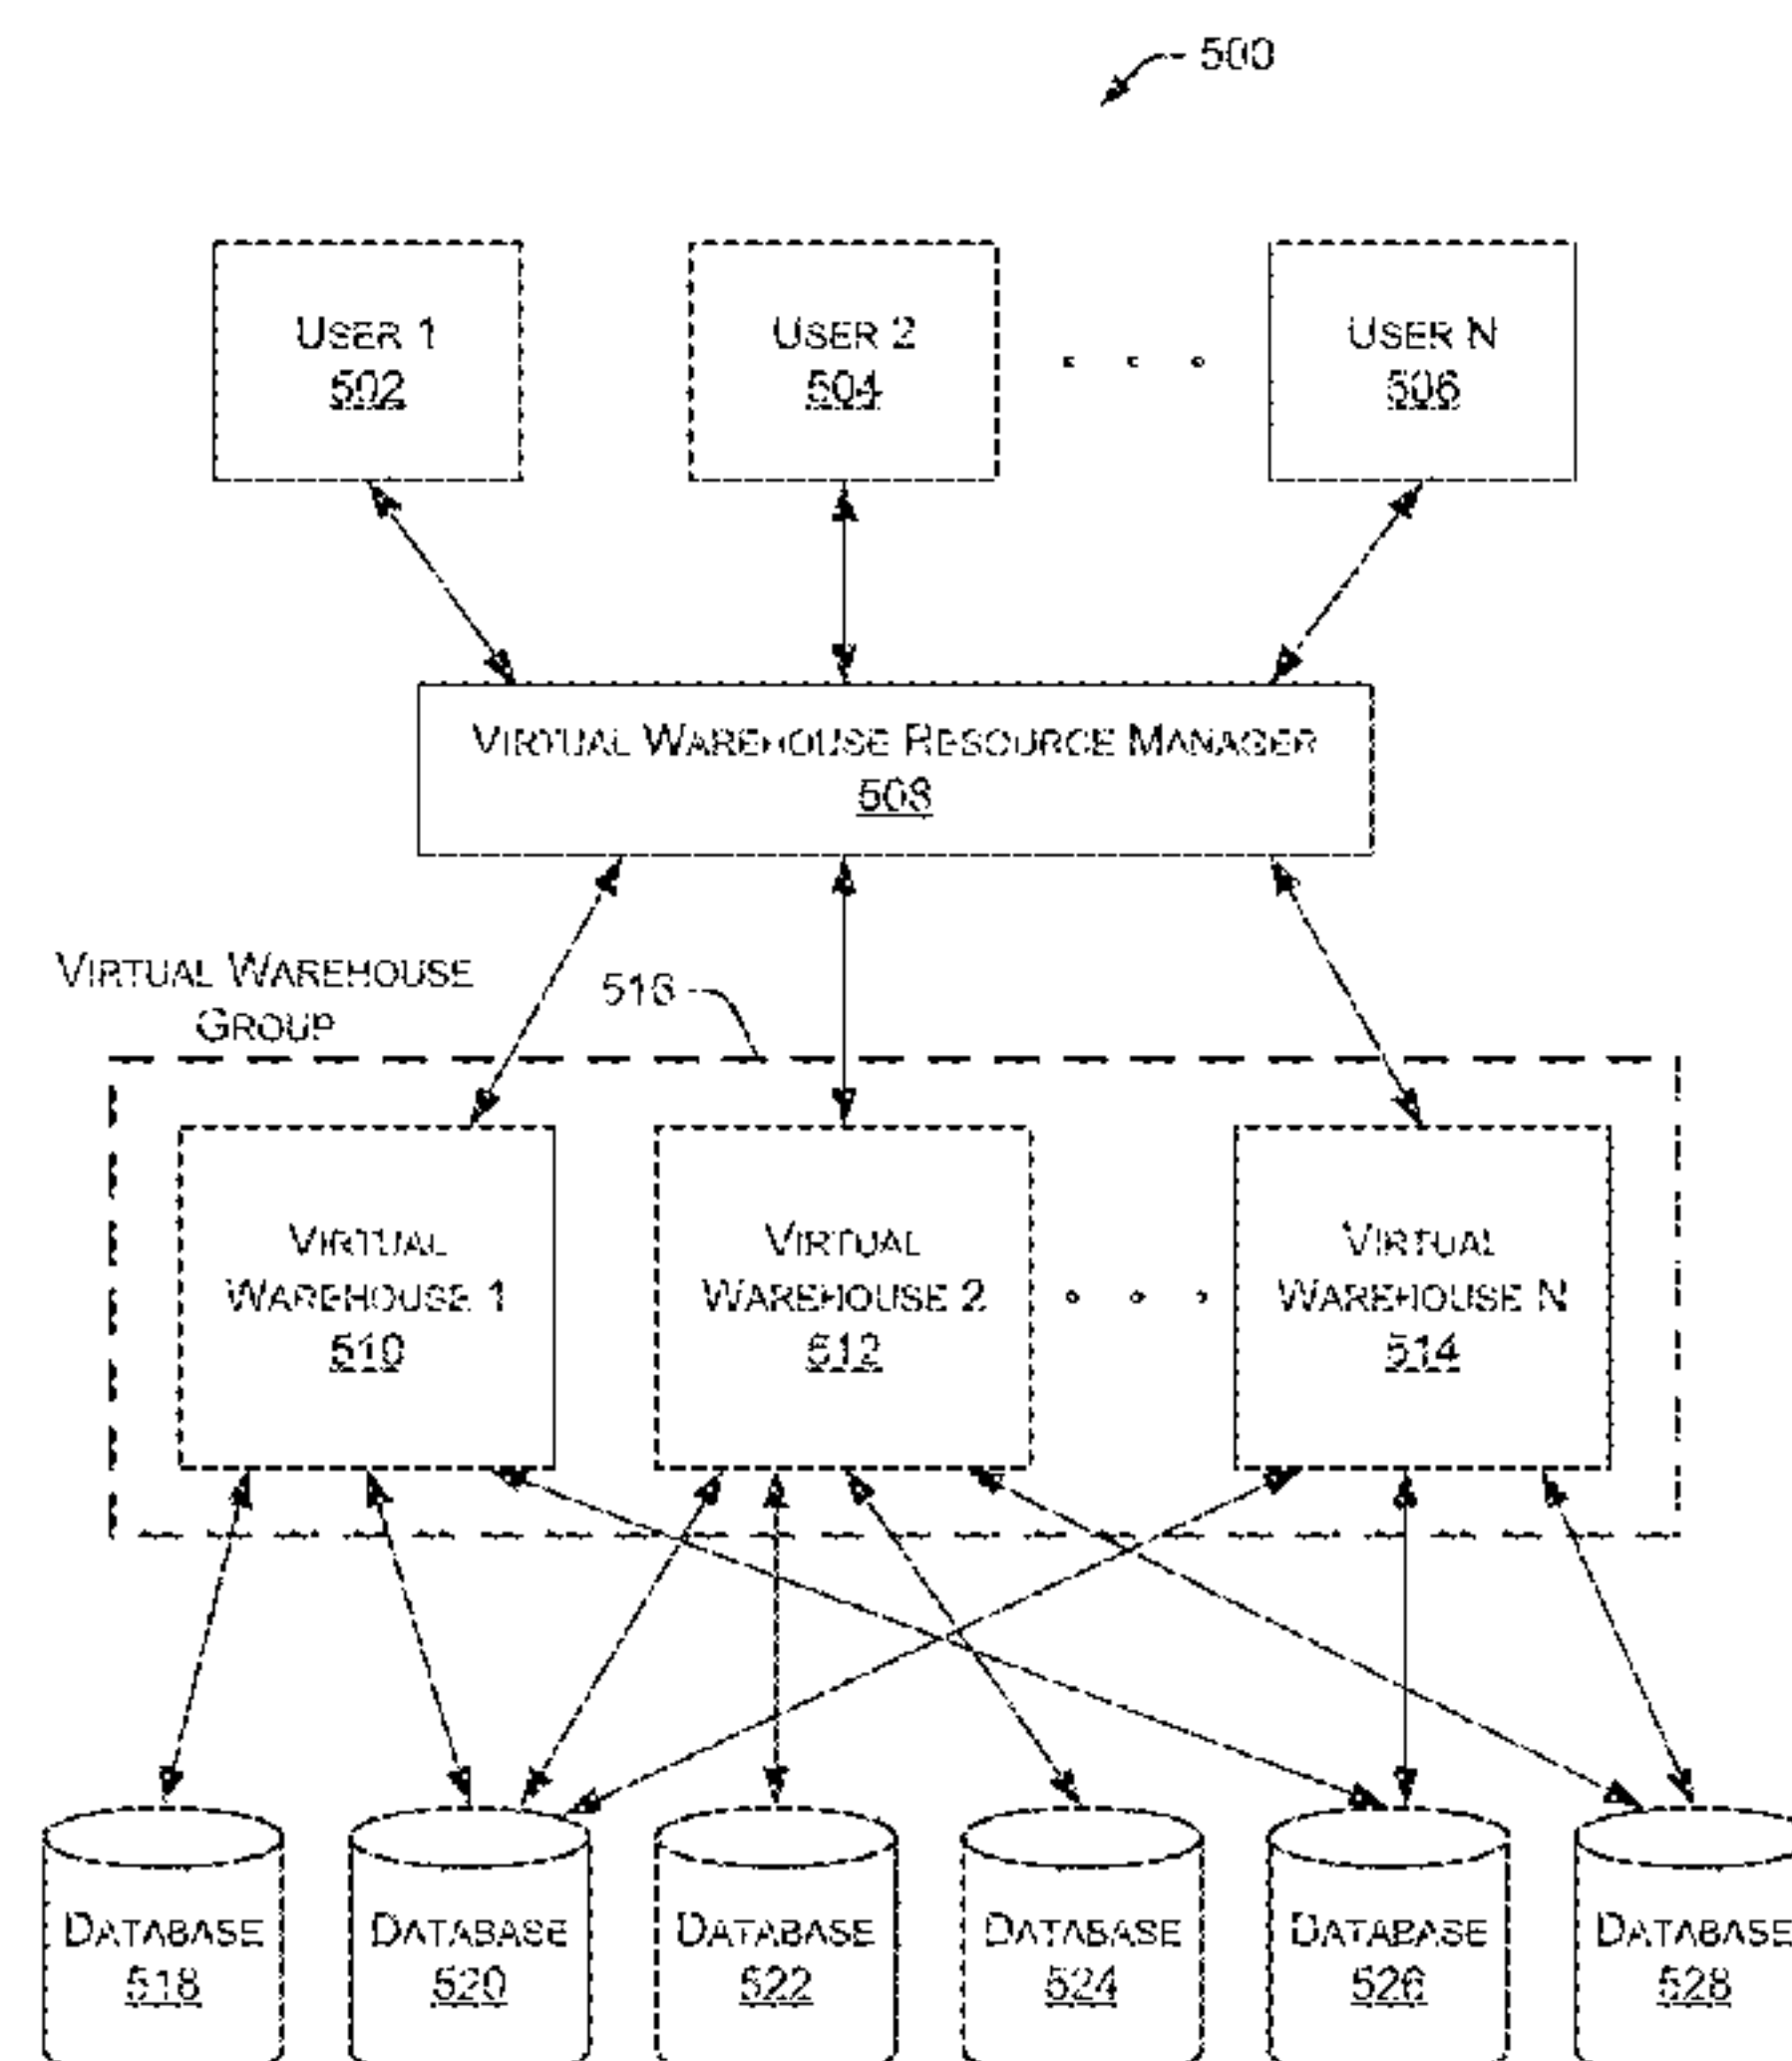 500
USER 1
502
USER 2
504
USER N
506
VIRTUAL WAREHOUSE RESOURCE MANAGER
508
VIRTUAL WAREHOUSE
GROUP
516
VIRTUAL
WAREHOUSE 1
510
VIRTUAL
WAREHOUSE 2
512
VIRTUAL
WAREHOUSE N
514
DATABASE
518
DATABASE
520
DATABASE
522
DATABASE
524
DATABASE
526
DATABASE
528